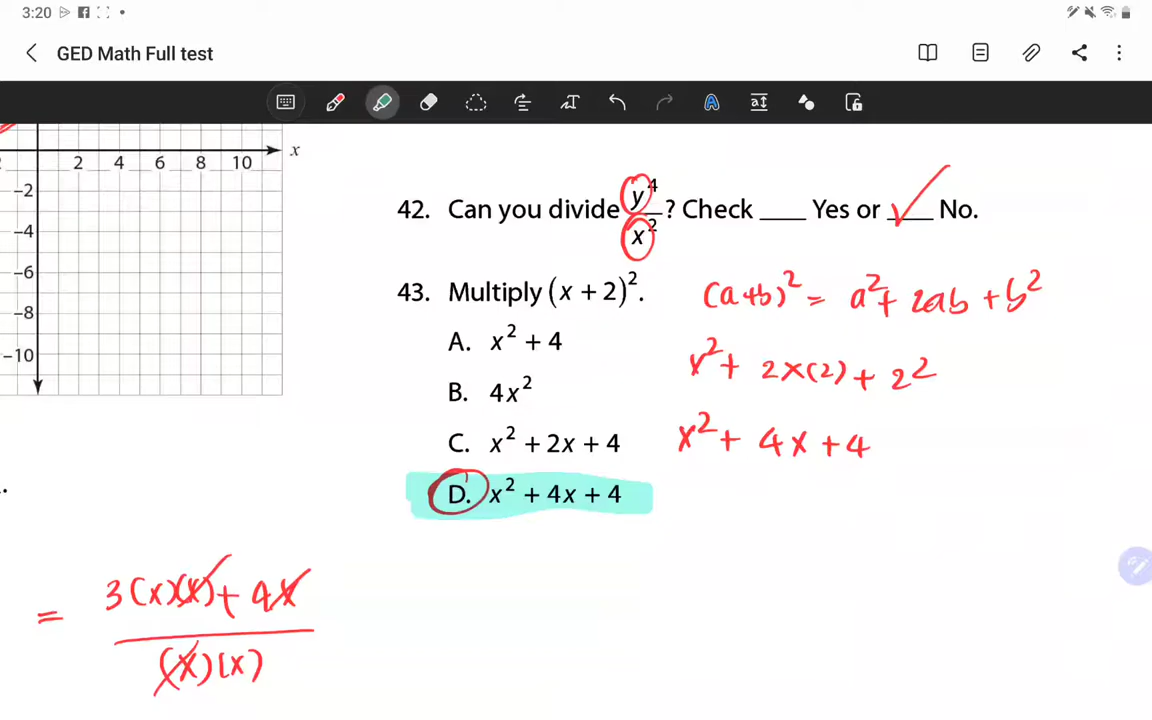 3:20
GED Math Full test
x
2 4 6 8 10
-2
-4
-6
-8
-10
42. Can you divide y⁴/x²? Check ___ Yes or ___ No.
43. Multiply (x + 2)².
(a+b)² = a² + 2ab + b²
A. x² + 4
x² + 2x(2) + 2²
B. 4x²
C. x² + 2x + 4
x² + 4x + 4
D. x² + 4x + 4
= 3(x)(x) + 4x
(x)(x)